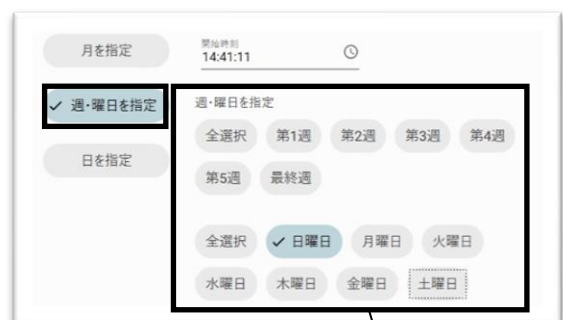 月を指定
開始時刻
14:41:11
週・曜日を指定
週・曜日を指定
全選択 第1週 第2週 第3週 第4週
日を指定
第5週 最終週
全選択 日曜日 月曜日 火曜日
水曜日 木曜日 金曜日 土曜日